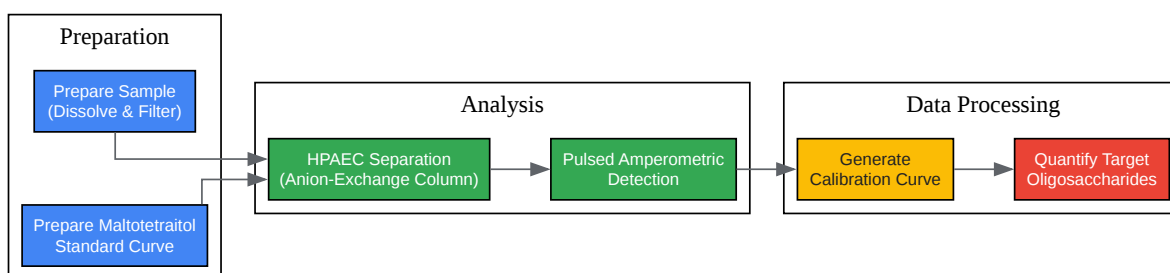 Preparation
Prepare Sample
(Dissolve & Filter)
Prepare Maltotetraitol
Standard Curve
Analysis
HPAEC Separation
(Anion-Exchange Column)
Pulsed Amperometric
Detection
Data Processing
Generate
Calibration Curve
Quantify Target
Oligosaccharides